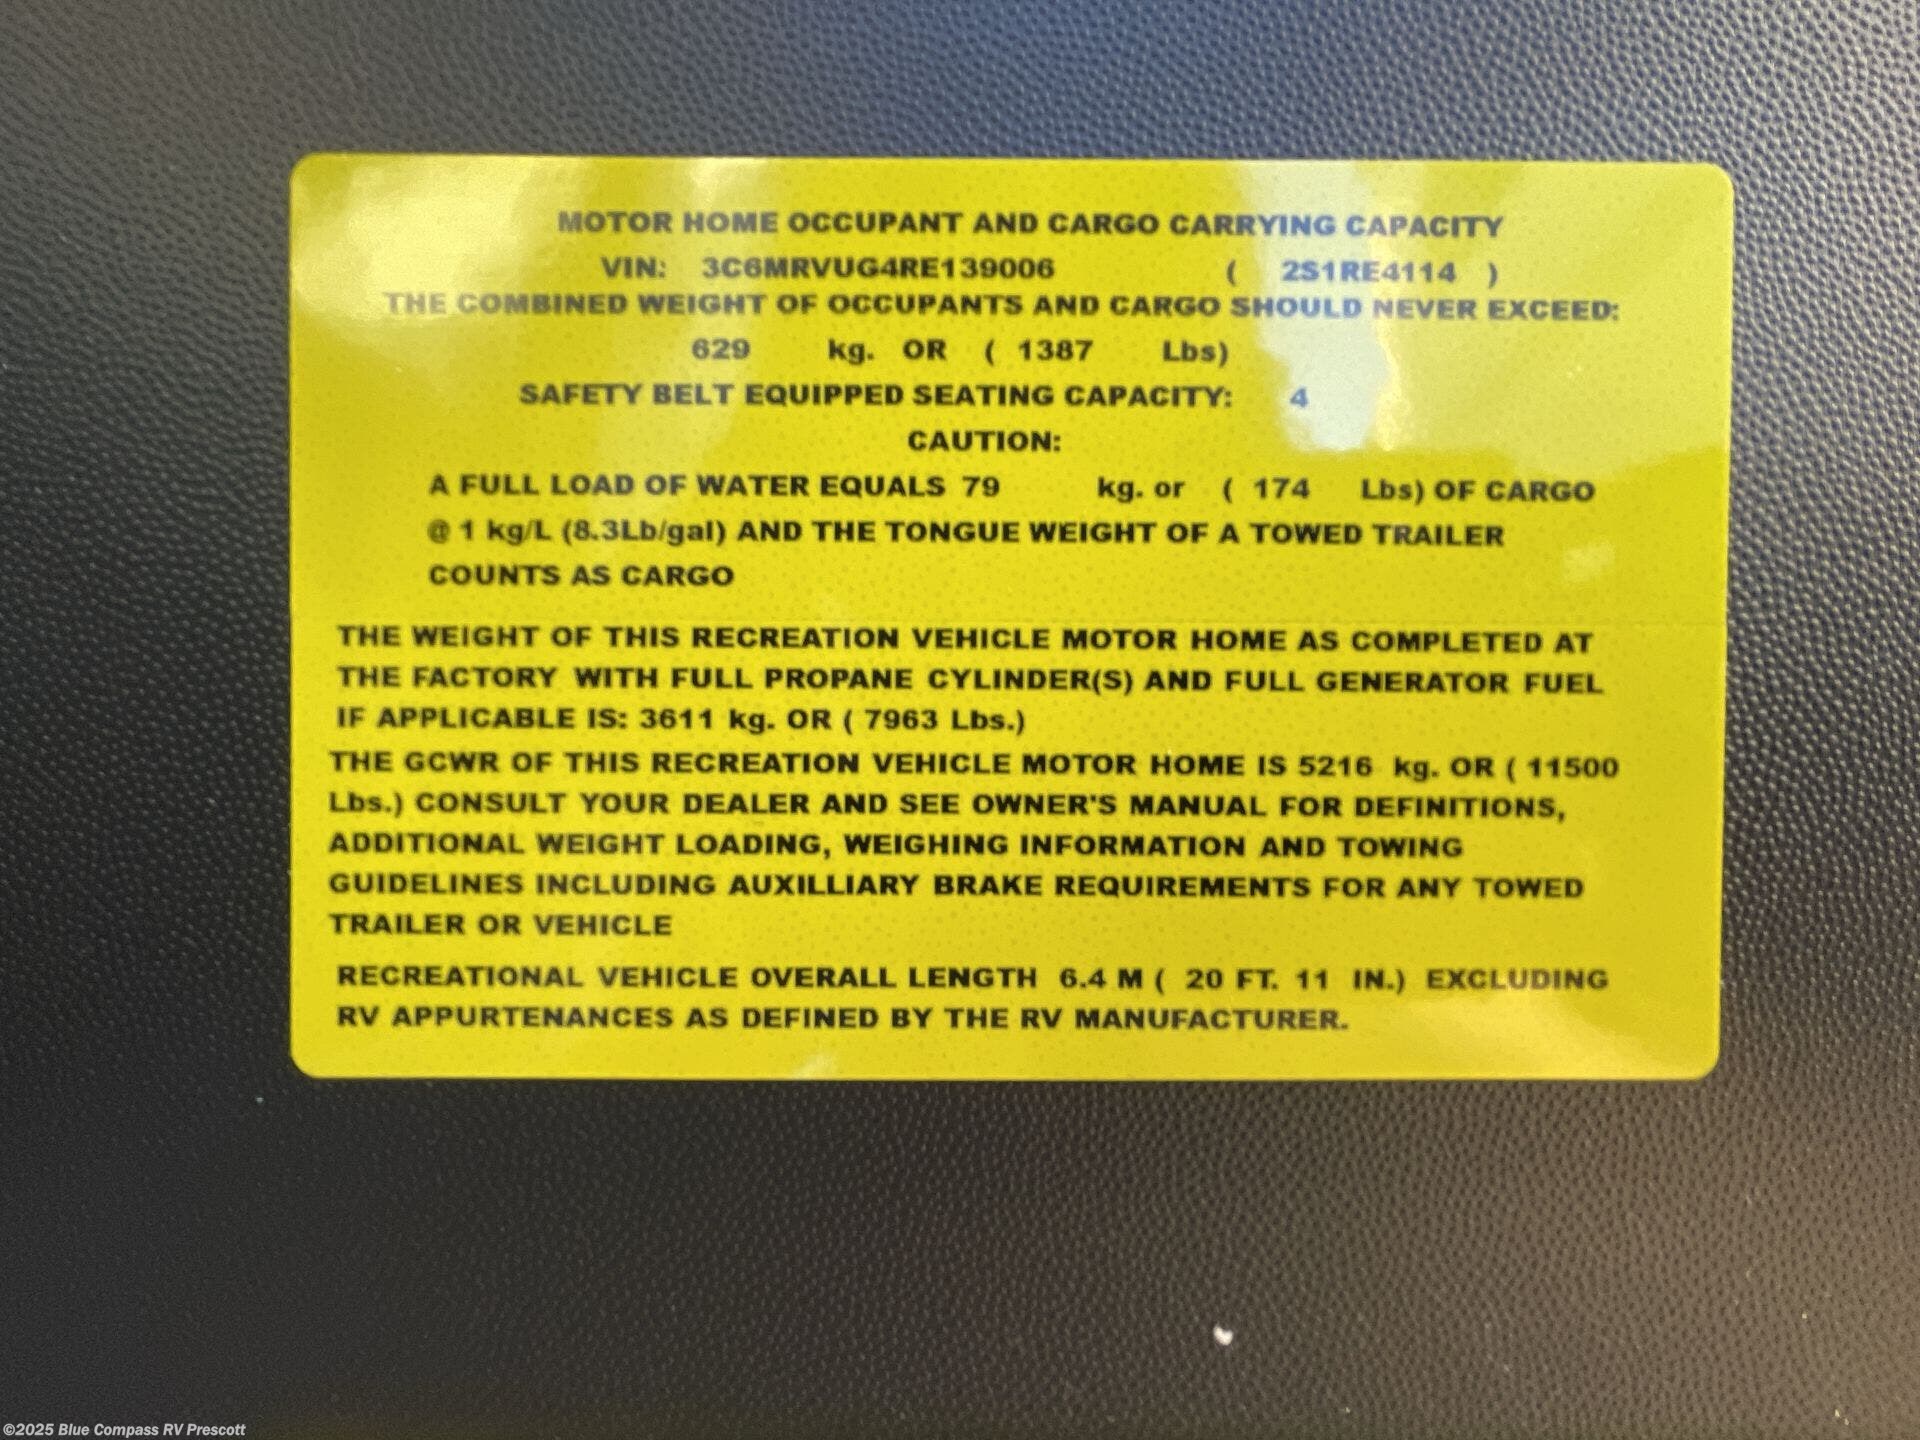 MOTOR HOME OCCUPANT AND CARGO CARRYING CAPACITY
VIN: 3C6MRVUG4RE139006 ( 2S1RE4114 )
THE COMBINED WEIGHT OF OCCUPANTS AND CARGO SHOULD NEVER EXCEED:
629 kg. OR ( 1387 Lbs)
SAFETY BELT EQUIPPED SEATING CAPACITY: 4
CAUTION:
A FULL LOAD OF WATER EQUALS 79 kg. or ( 174 Lbs) OF CARGO
@ 1 kg/L (8.3Lb/gal) AND THE TONGUE WEIGHT OF A TOWED TRAILER
COUNTS AS CARGO
THE WEIGHT OF THIS RECREATION VEHICLE MOTOR HOME AS COMPLETED AT
THE FACTORY WITH FULL PROPANE CYLINDER(S) AND FULL GENERATOR FUEL
IF APPLICABLE IS: 3611 kg. OR ( 7963 Lbs.)
THE GCWR OF THIS RECREATION VEHICLE MOTOR HOME IS 5216 kg. OR ( 11500
Lbs.) CONSULT YOUR DEALER AND SEE OWNER'S MANUAL FOR DEFINITIONS,
ADDITIONAL WEIGHT LOADING, WEIGHING INFORMATION AND TOWING
GUIDELINES INCLUDING AUXILLIARY BRAKE REQUIREMENTS FOR ANY TOWED
TRAILER OR VEHICLE
RECREATIONAL VEHICLE OVERALL LENGTH 6.4 M ( 20 FT. 11 IN.) EXCLUDING
RV APPURTENANCES AS DEFINED BY THE RV MANUFACTURER.
©2025 Blue Compass RV Prescott